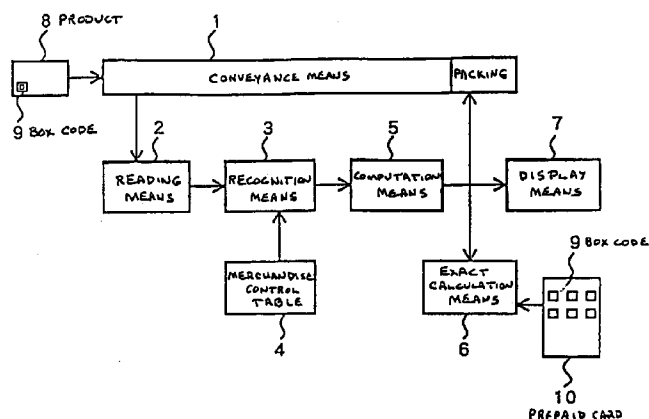 8 PRODUCT
1
CONVEYANCE MEANS
PACKING
9 BOX CODE
2
3
5
7
READING
MEANS
RECOGNITION
MEANS
COMPUTATION
MEANS
DISPLAY
MEANS
MERCHANDISE
CONTROL
TABLE
4
EXACT
CALCULATION
MEANS
6
9 BOX CODE
10
PREPAID CARD